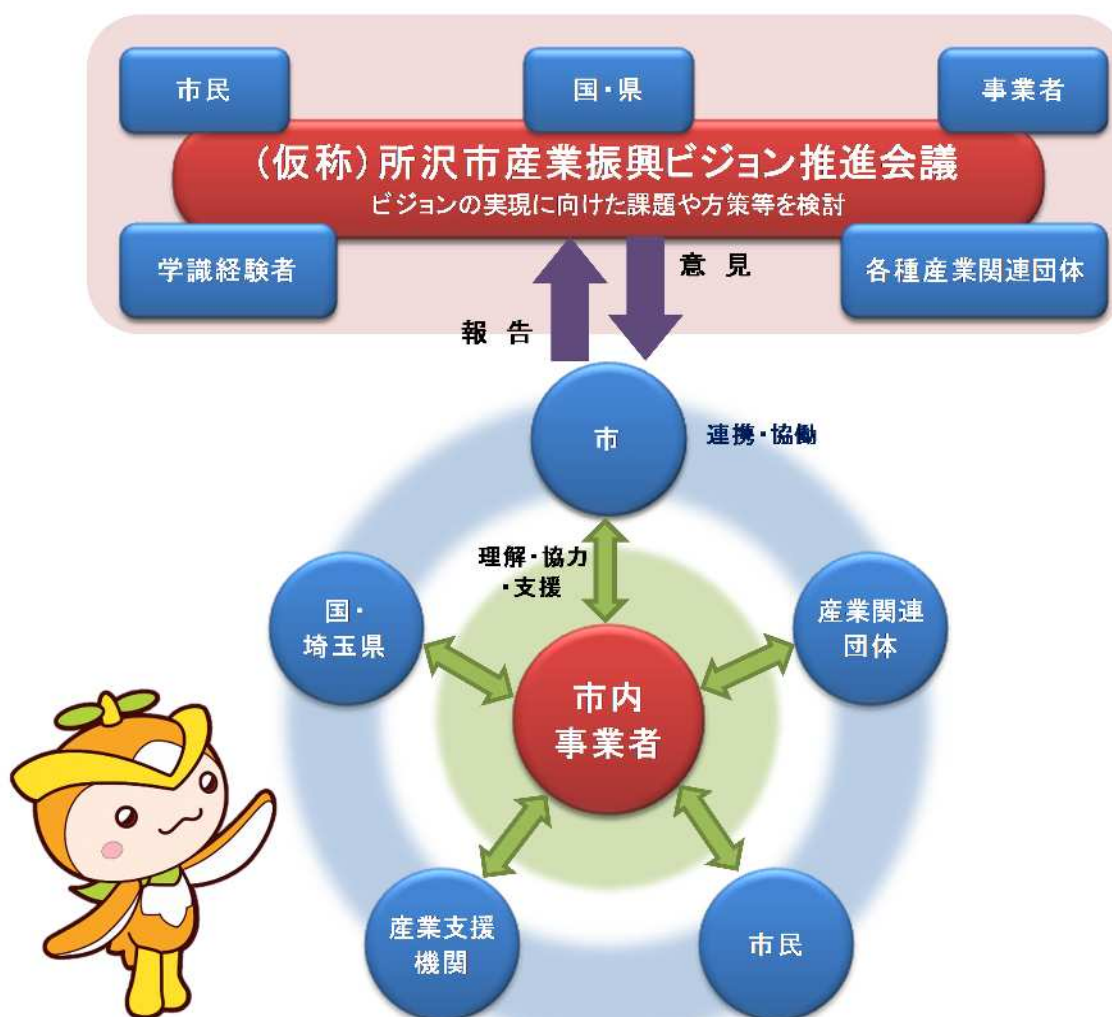 市民
国・県
事業者
(仮称)所沢市産業振興ビジョン推進会議
ビジョンの実現に向けた課題や方策等を検討
学識経験者
各種産業関連団体
意 見
報 告
市
連携・協働
理解・協力
・支援
国・
埼玉県
産業関連
団体
市内
事業者
産業支援
機関
市民